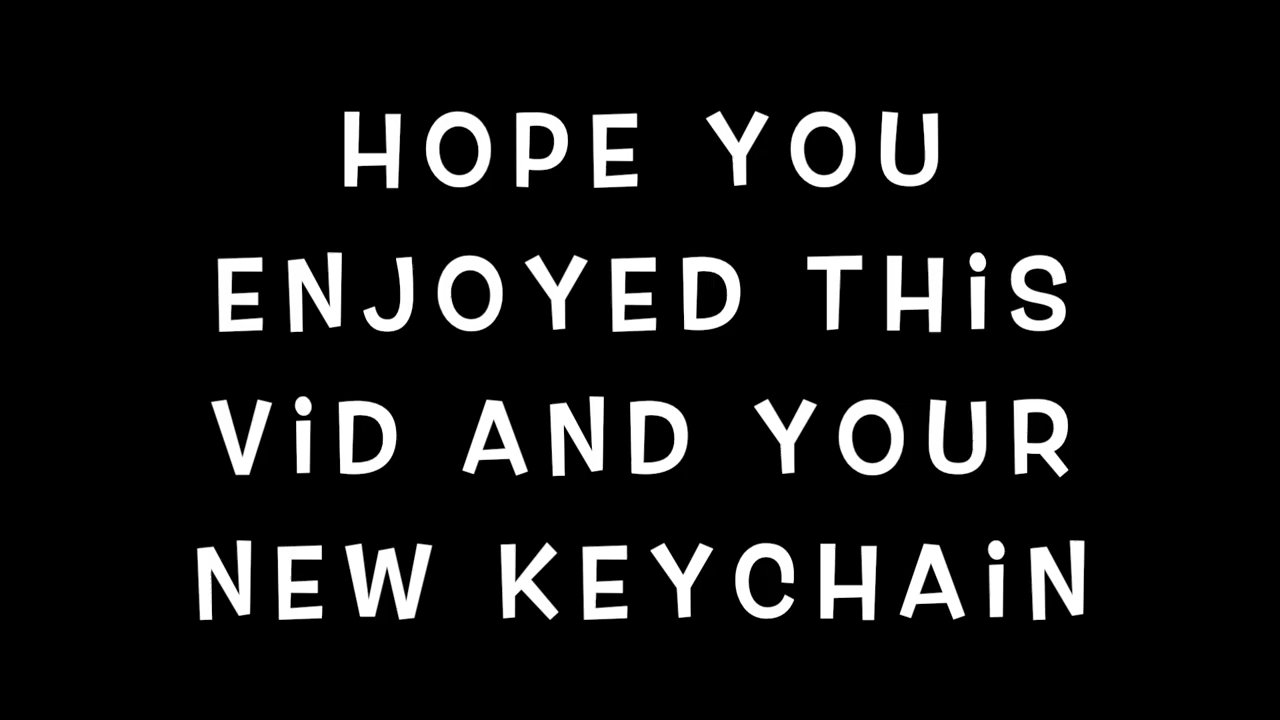 HOPE YOU
ENJOYED THiS
ViD AND YOUR
NEW KEYCHAiN